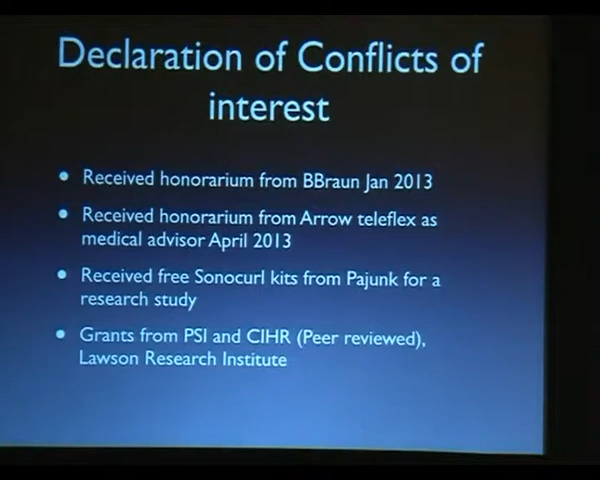 Declaration of Conflicts of
interest
• Received honorarium from BBraun Jan 2013
• Received honorarium from Arrow teleflex as
medical advisor April 2013
• Received free Sonocurl kits from Pajunk for a
research study
• Grants from PSI and CIHR (Peer reviewed),
Lawson Research Institute